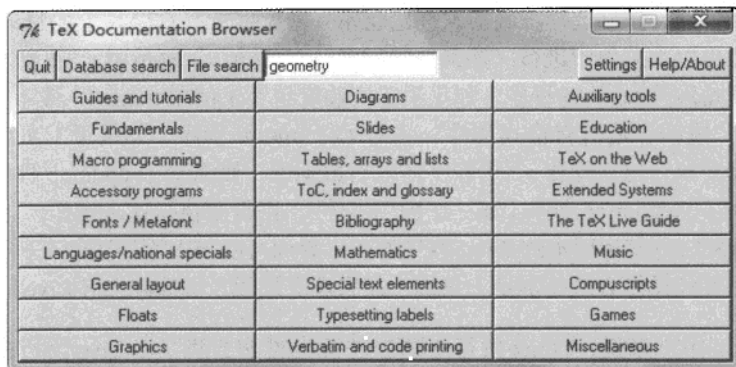 7% TeX Documentation Browser
Quit Database search File search geometry Settings Help/About
Guides and tutorials Diagrams Auxiliary tools
Fundamentals Slides Education
Macro programming Tables, arrays and lists TeX on the Web
Accessory programs ToC, index and glossary Extended Systems
Fonts / Metafont Bibliography The TeX Live Guide
Languages/national specials Mathematics Music
General layout Special text elements Compuscripts
Floats Typesetting labels Games
Graphics Verbatim and code printing Miscellaneous